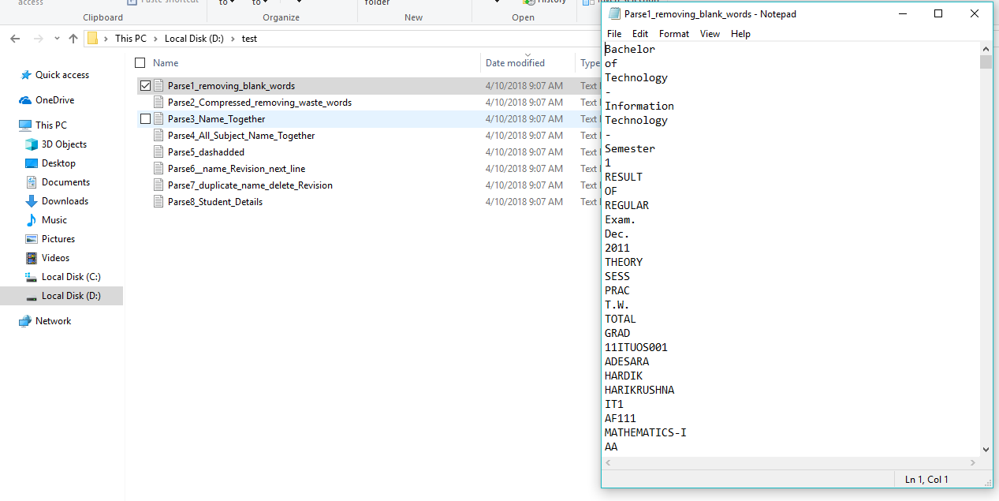 access
Paste shortcut
to
to
folder
History
Clipboard
Organize
New
Open
This PC > Local Disk (D:) > test
Quick access
OneDrive
This PC
3D Objects
Desktop
Documents
Downloads
Music
Pictures
Videos
Local Disk (C:)
Local Disk (D:)
Network
Name Date modified Type
Parse1_removing_blank_words 4/10/2018 9:07 AM Text
Parse2_Compressed_removing_waste_words 4/10/2018 9:07 AM Text
Parse3_Name_Together 4/10/2018 9:07 AM Text
Parse4_All_Subject_Name_Together 4/10/2018 9:07 AM Text
Parse5_dashadded 4/10/2018 9:07 AM Text
Parse6__name_Revision_next_line 4/10/2018 9:07 AM Text
Parse7_duplicate_name_delete_Revision 4/10/2018 9:07 AM Text
Parse8_Student_Details 4/10/2018 9:07 AM Text
Parse1_removing_blank_words - Notepad
File Edit Format View Help
Bachelor
of
Technology
-
Information
Technology
-
Semester
1
RESULT
OF
REGULAR
Exam.
Dec.
2011
THEORY
SESS
PRAC
T.W.
TOTAL
GRAD
11ITUOS001
ADESARA
HARDIK
HARIKRUSHNA
IT1
AF111
MATHEMATICS-I
AA
Ln 1, Col 1